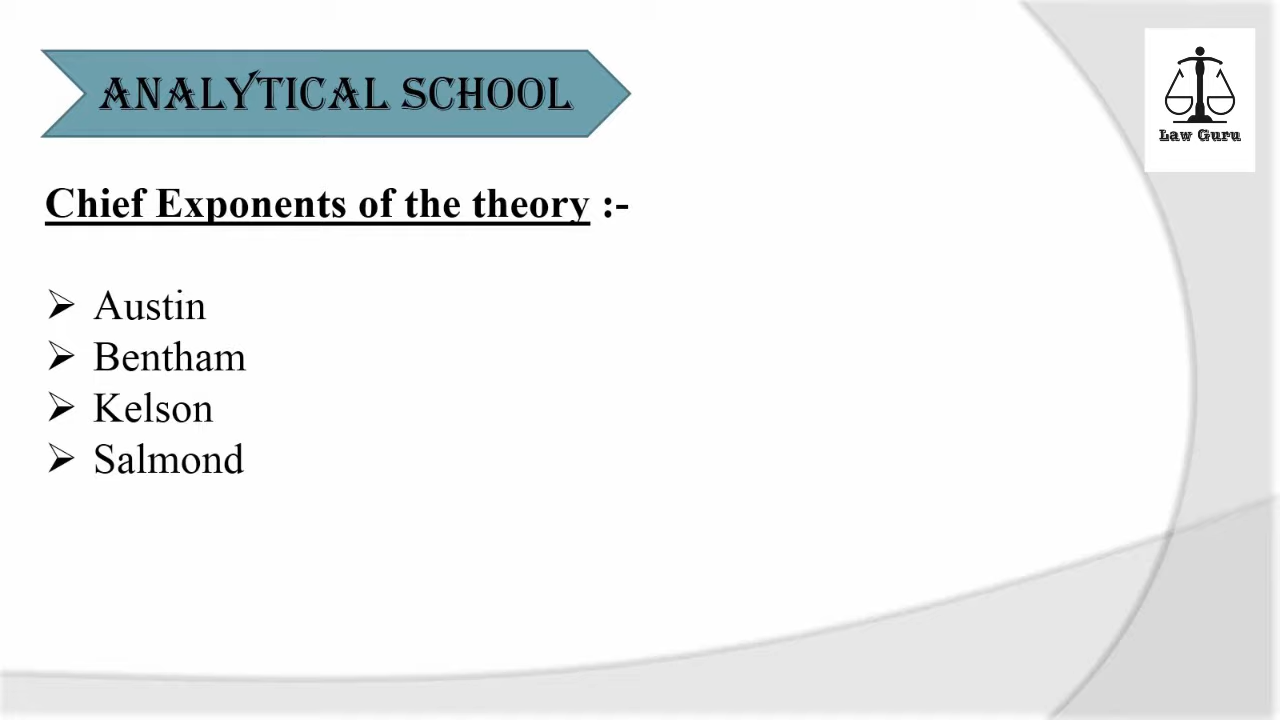 ANALYTICAL SCHOOL
Law Guru
Chief Exponents of the theory :-
➢ Austin
➢ Bentham
➢ Kelson
➢ Salmond